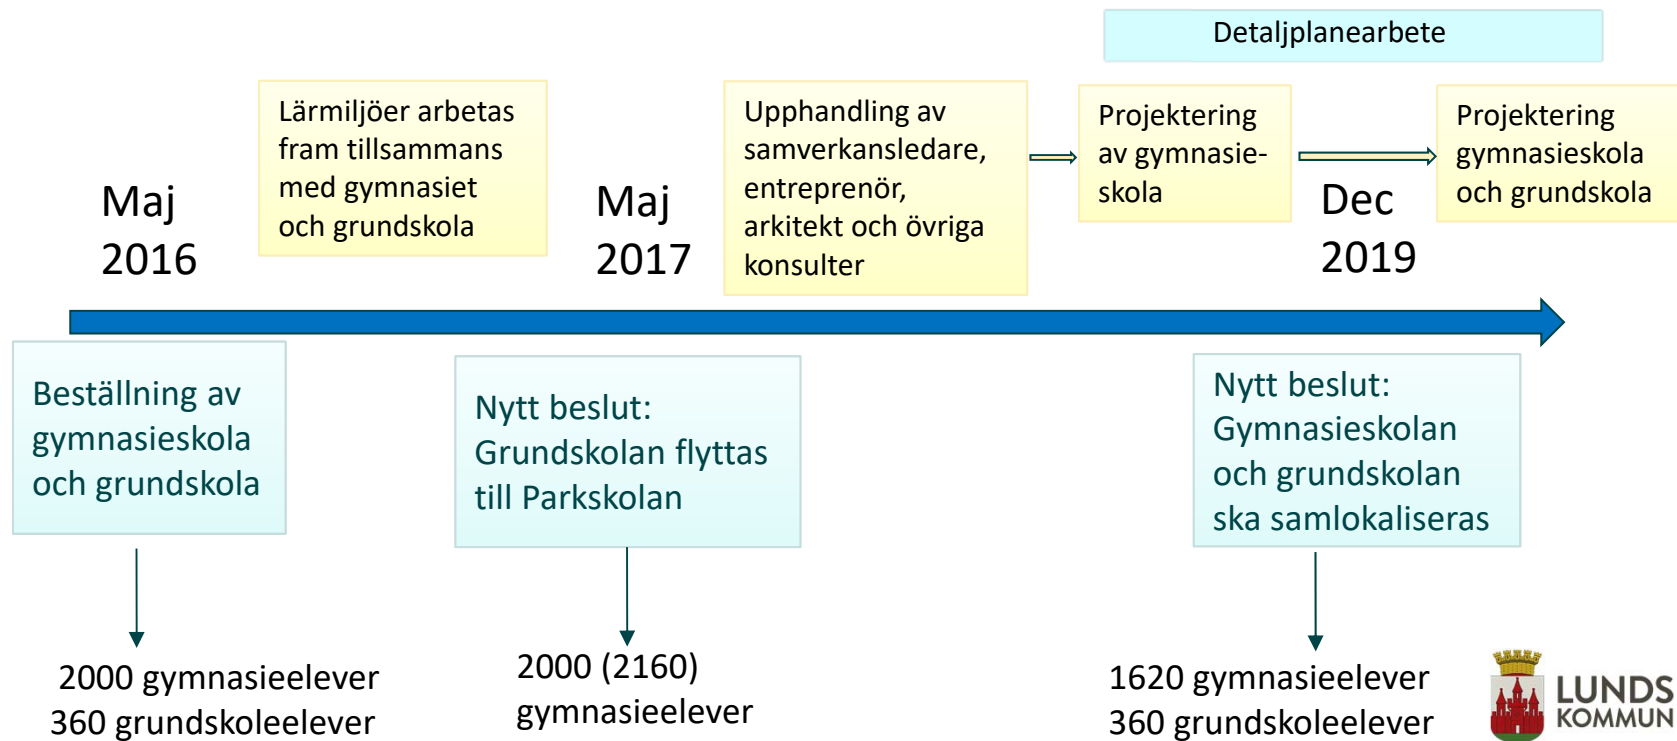 Detaljplanearbete
Maj
2016
Lärmiljöer arbetas
fram tillsammans
med gymnasiet
och grundskola
Maj
2017
Upphandling av
samverkansledare,
entreprenör,
arkitekt och övriga
konsulter
Projektering
av gymnasie-
skola
Dec
2019
Projektering
gymnasieskola
och grundskola
Beställning av
gymnasieskola
och grundskola
Nytt beslut:
Grundskolan flyttas
till Parkskolan
Nytt beslut:
Gymnasieskolan
och grundskolan
ska samlokaliseras
2000 gymnasieelever
360 grundskoleelever
2000 (2160)
gymnasieelever
1620 gymnasieelever
360 grundskoleelever
LUNDS
KOMMUN